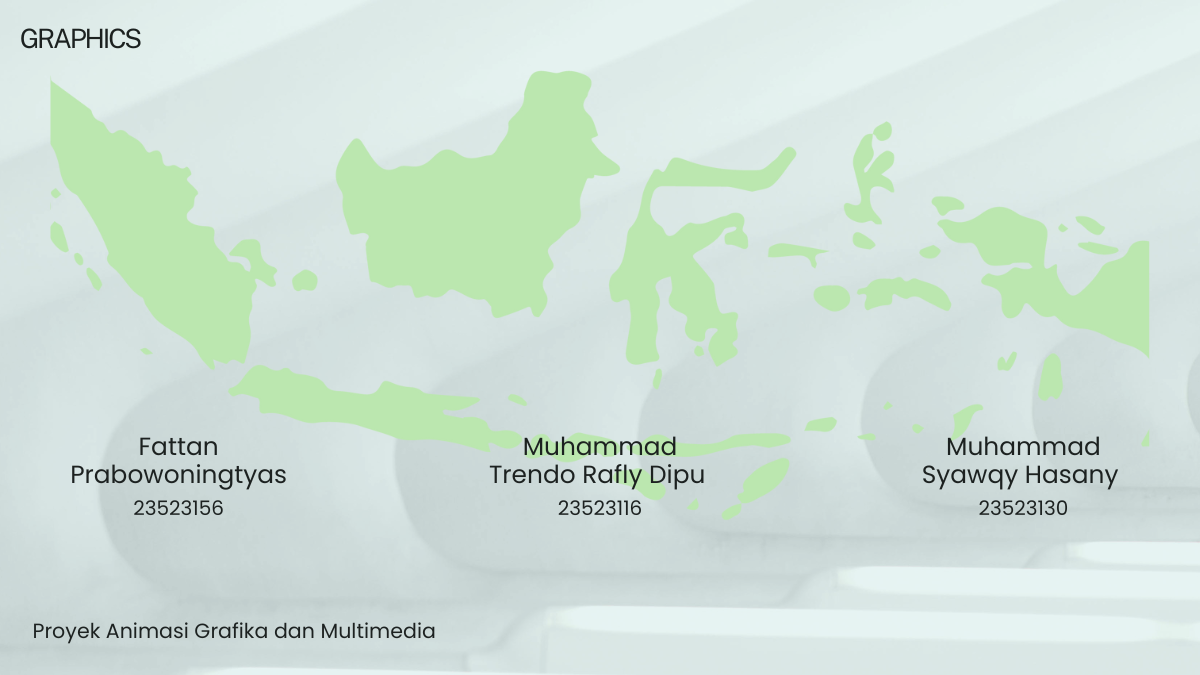 GRAPHICS
Fattan
Prabowoningtyas
23523156
Muhammad
Trendo Rafly Dipu
23523116
Muhammad
Syawqy Hasany
23523130
Proyek Animasi Grafika dan Multimedia